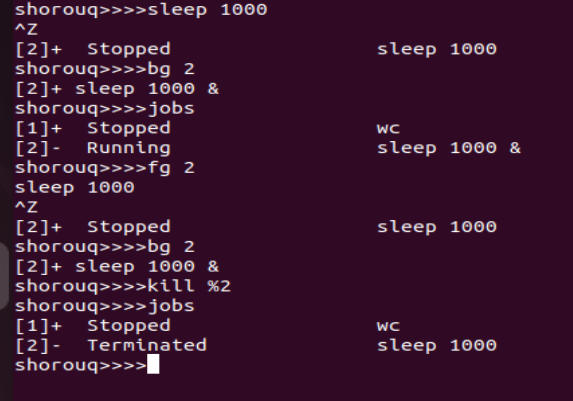 shorouq>>>>sleep 1000
^Z
[2]+  Stopped                 sleep 1000
shorouq>>>>bg 2
[2]+ sleep 1000 &
shorouq>>>>jobs
[1]+  Stopped                 wc
[2]-  Running                 sleep 1000 &
shorouq>>>>fg 2
sleep 1000
^Z
[2]+  Stopped                 sleep 1000
shorouq>>>>bg 2
[2]+ sleep 1000 &
shorouq>>>>kill %2
shorouq>>>>jobs
[1]+  Stopped                 wc
[2]-  Terminated              sleep 1000
shorouq>>>>